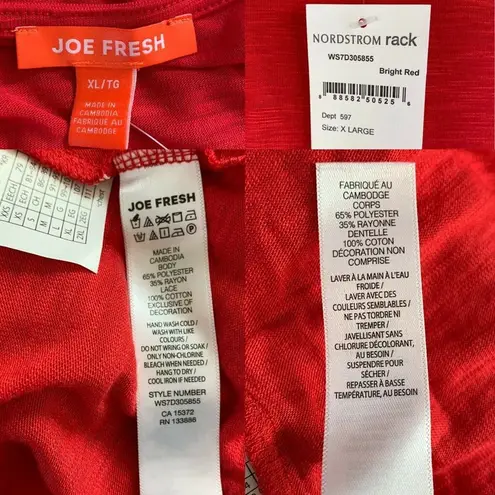 JOE FRESH
XL/TG
MADE IN
CAMBODIA
FABRIQUÉ AU
CAMBODGE
NORDSTROM rack
WS7D305855
Bright Red
88582 50525 6
Dept 597
Size: X LARGE
JOE FRESH
MADE IN
CAMBODIA
BODY
65% POLYESTER
35% RAYON
LACE
100% COTTON
EXCLUSIVE OF
DECORATION
HAND WASH COLD/
WASH WITH LIKE
COLOURS/
DO NOT WRING OR SOAK/
ONLY NON-CHLORINE
BLEACH WHEN NEEDED/
HANG TO DRY/
COOL IRON IF NEEDED
STYLE NUMBER
WS7D305855
CA 15372
RN 133888
FABRIQUÉ AU
CAMBODGE
CORPS
65% POLYESTER
35% RAYONNE
DENTELLE
100% COTON
DÉCORATION NON
COMPRISE
LAVER À LA MAIN À L'EAU
FROIDE/
LAVER AVEC DES
COULEURS SEMBLABLES/
NE PAS TORDRE NI
TREMPER/
JAVELLISANT SANS
CHLORURE DÉCOLORANT,
AU BESOIN/
SUSPENDRE POUR
SÉCHER/
REPASSER À BASSE
TEMPÉRATURE, AU BESOIN